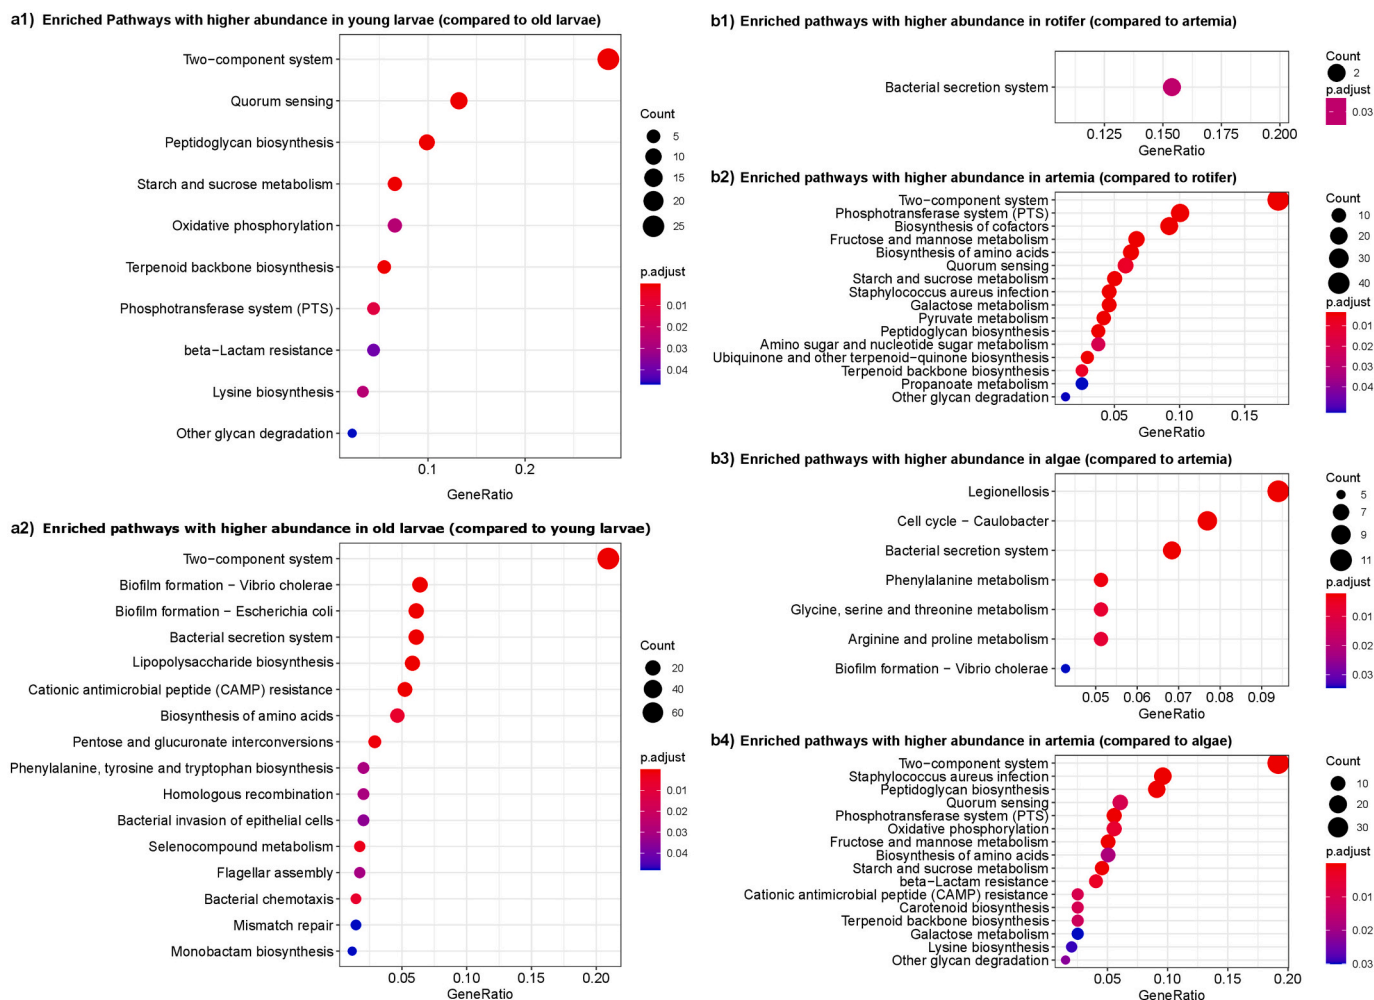 a1) Enriched Pathways with higher abundance in young larvae (compared to old larvae)
Two−component system
Quorum sensing
Peptidoglycan biosynthesis
Starch and sucrose metabolism
Oxidative phosphorylation
Terpenoid backbone biosynthesis
Phosphotransferase system (PTS)
beta−Lactam resistance
Lysine biosynthesis
Other glycan degradation
0.1 0.2
GeneRatio
Count
5
10
15
20
25
p.adjust
0.01
0.02
0.03
0.04
a2) Enriched pathways with higher abundance in old larvae (compared to young larvae)
Two−component system
Biofilm formation − Vibrio cholerae
Biofilm formation − Escherichia coli
Bacterial secretion system
Lipopolysaccharide biosynthesis
Cationic antimicrobial peptide (CAMP) resistance
Biosynthesis of amino acids
Pentose and glucuronate interconversions
Phenylalanine, tyrosine and tryptophan biosynthesis
Homologous recombination
Bacterial invasion of epithelial cells
Selenocompound metabolism
Flagellar assembly
Bacterial chemotaxis
Mismatch repair
Monobactam biosynthesis
0.05 0.10 0.15 0.20
GeneRatio
Count
20
40
60
p.adjust
0.01
0.02
0.03
0.04
b1) Enriched pathways with higher abundance in rotifer (compared to artemia)
Bacterial secretion system
0.125 0.150 0.175 0.200
GeneRatio
Count
2
p.adjust
0.03
b2) Enriched pathways with higher abundance in artemia (compared to rotifer)
Two−component system
Phosphotransferase system (PTS)
Biosynthesis of cofactors
Fructose and mannose metabolism
Biosynthesis of amino acids
Quorum sensing
Starch and sucrose metabolism
Staphylococcus aureus infection
Galactose metabolism
Pyruvate metabolism
Peptidoglycan biosynthesis
Amino sugar and nucleotide sugar metabolism
Ubiquinone and other terpenoid−quinone biosynthesis
Terpenoid backbone biosynthesis
Propanoate metabolism
Other glycan degradation
0.05 0.10 0.15
GeneRatio
Count
10
20
30
40
p.adjust
0.01
0.02
0.03
0.04
b3) Enriched pathways with higher abundance in algae (compared to artemia)
Legionellosis
Cell cycle − Caulobacter
Bacterial secretion system
Phenylalanine metabolism
Glycine, serine and threonine metabolism
Arginine and proline metabolism
Biofilm formation − Vibrio cholerae
0.05 0.06 0.07 0.08 0.09
GeneRatio
Count
5
7
9
11
p.adjust
0.01
0.02
0.03
b4) Enriched pathways with higher abundance in artemia (compared to algae)
Two−component system
Staphylococcus aureus infection
Peptidoglycan biosynthesis
Quorum sensing
Phosphotransferase system (PTS)
Oxidative phosphorylation
Fructose and mannose metabolism
Biosynthesis of amino acids
Starch and sucrose metabolism
beta−Lactam resistance
Cationic antimicrobial peptide (CAMP) resistance
Carotenoid biosynthesis
Terpenoid backbone biosynthesis
Galactose metabolism
Lysine biosynthesis
Other glycan degradation
0.05 0.10 0.15 0.20
GeneRatio
Count
10
20
30
p.adjust
0.01
0.02
0.03